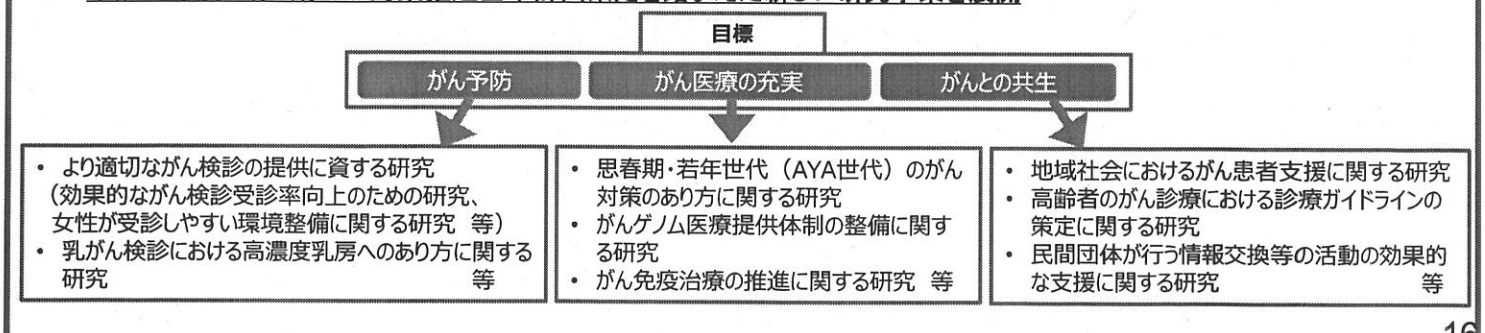 目標
がん予防
がん医療の充実
がんとの共生
• より適切ながん検診の提供に資する研究
(効果的ながん検診受診率向上のための研究、
女性が受診しやすい環境整備に関する研究 等)
• 乳がん検診における高濃度乳房へのあり方に関する
研究 等
• 思春期・若年世代（AYA世代）のがん
対策のあり方に関する研究
• がんゲノム医療提供体制の整備に関す
る研究
• がん免疫治療の推進に関する研究 等
• 地域社会におけるがん患者支援に関する研究
• 高齢者のがん診療における診療ガイドラインの
策定に関する研究
• 民間団体が行う情報交換等の活動の効果的
な支援に関する研究 等
16